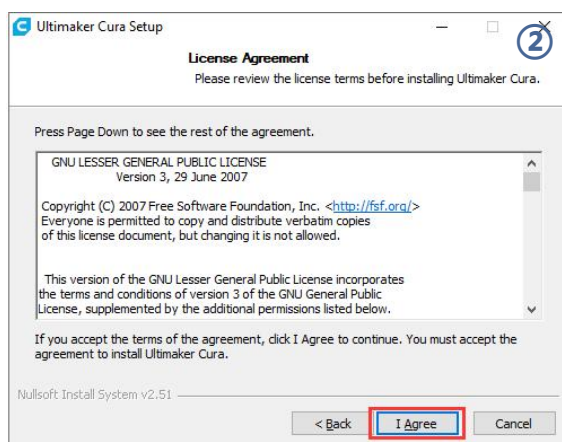 Ultimaker Cura Setup
②
License Agreement
Please review the license terms before installing Ultimaker Cura.
Press Page Down to see the rest of the agreement.
GNU LESSER GENERAL PUBLIC LICENSE
Version 3, 29 June 2007
Copyright (C) 2007 Free Software Foundation, Inc. <http://fsf.org/>
Everyone is permitted to copy and distribute verbatim copies
of this license document, but changing it is not allowed.
This version of the GNU Lesser General Public License incorporates
the terms and conditions of version 3 of the GNU General Public
License, supplemented by the additional permissions listed below.
If you accept the terms of the agreement, click I Agree to continue. You must accept the
agreement to install Ultimaker Cura.
Nullsoft Install System v2.51
< Back I Agree Cancel